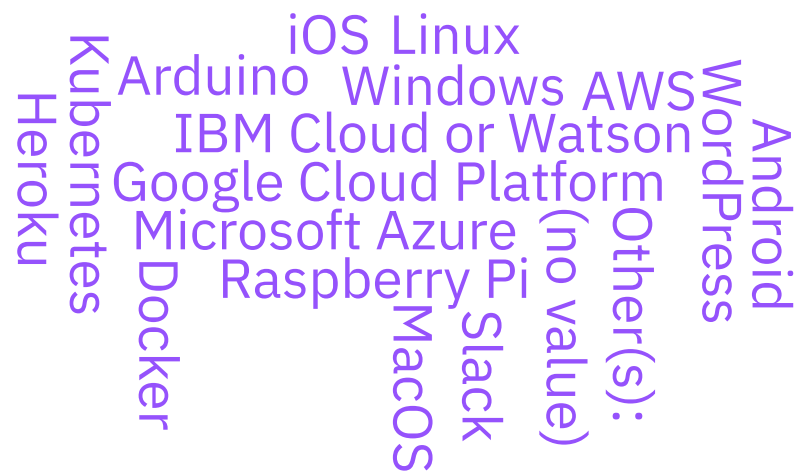 iOS
Linux
Arduino
Windows
AWS
IBM Cloud or Watson
Google Cloud Platform
Microsoft Azure
Raspberry Pi
Heroku
Kubernetes
Docker
MacOS
Slack
(no value)
Other(s):
WordPress
Android